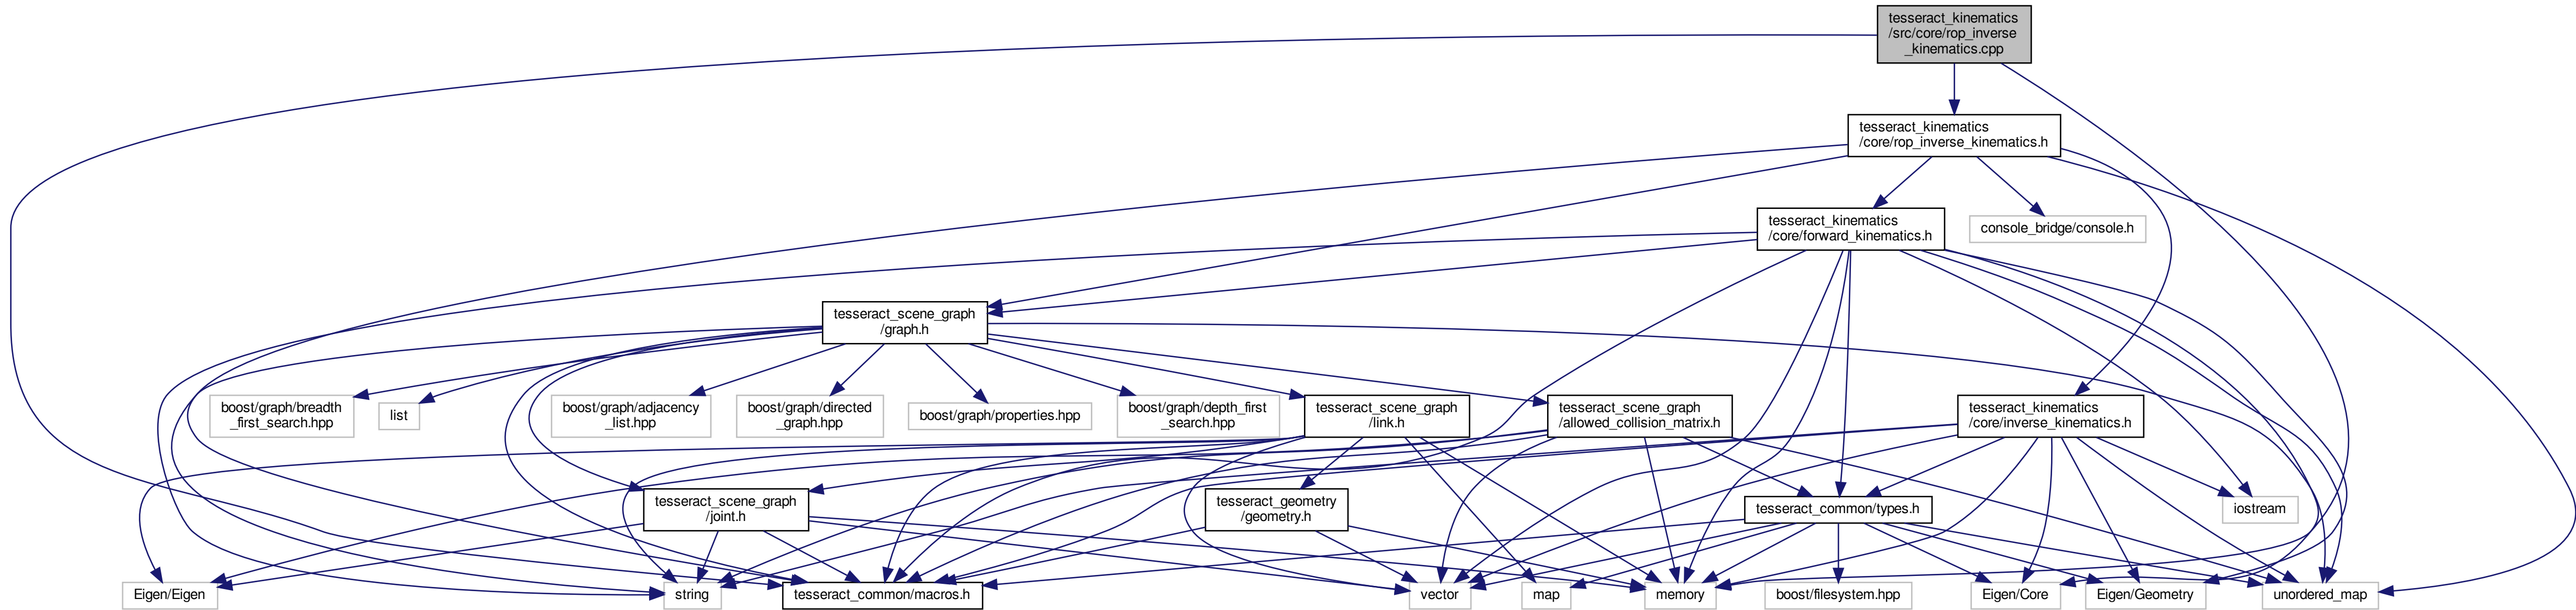 tesseract_kinematics
/src/core/rop_inverse
_kinematics.cpp
tesseract_kinematics
/core/rop_inverse_kinematics.h
tesseract_kinematics
/core/forward_kinematics.h
console_bridge/console.h
tesseract_scene_graph
/graph.h
boost/graph/breadth
_first_search.hpp
list
boost/graph/adjacency
_list.hpp
boost/graph/directed
_graph.hpp
boost/graph/properties.hpp
boost/graph/depth_first
_search.hpp
tesseract_scene_graph
/link.h
tesseract_scene_graph
/allowed_collision_matrix.h
tesseract_kinematics
/core/inverse_kinematics.h
tesseract_scene_graph
/joint.h
tesseract_geometry
/geometry.h
tesseract_common/types.h
iostream
Eigen/Eigen
string
tesseract_common/macros.h
vector
map
memory
boost/filesystem.hpp
Eigen/Core
Eigen/Geometry
unordered_map